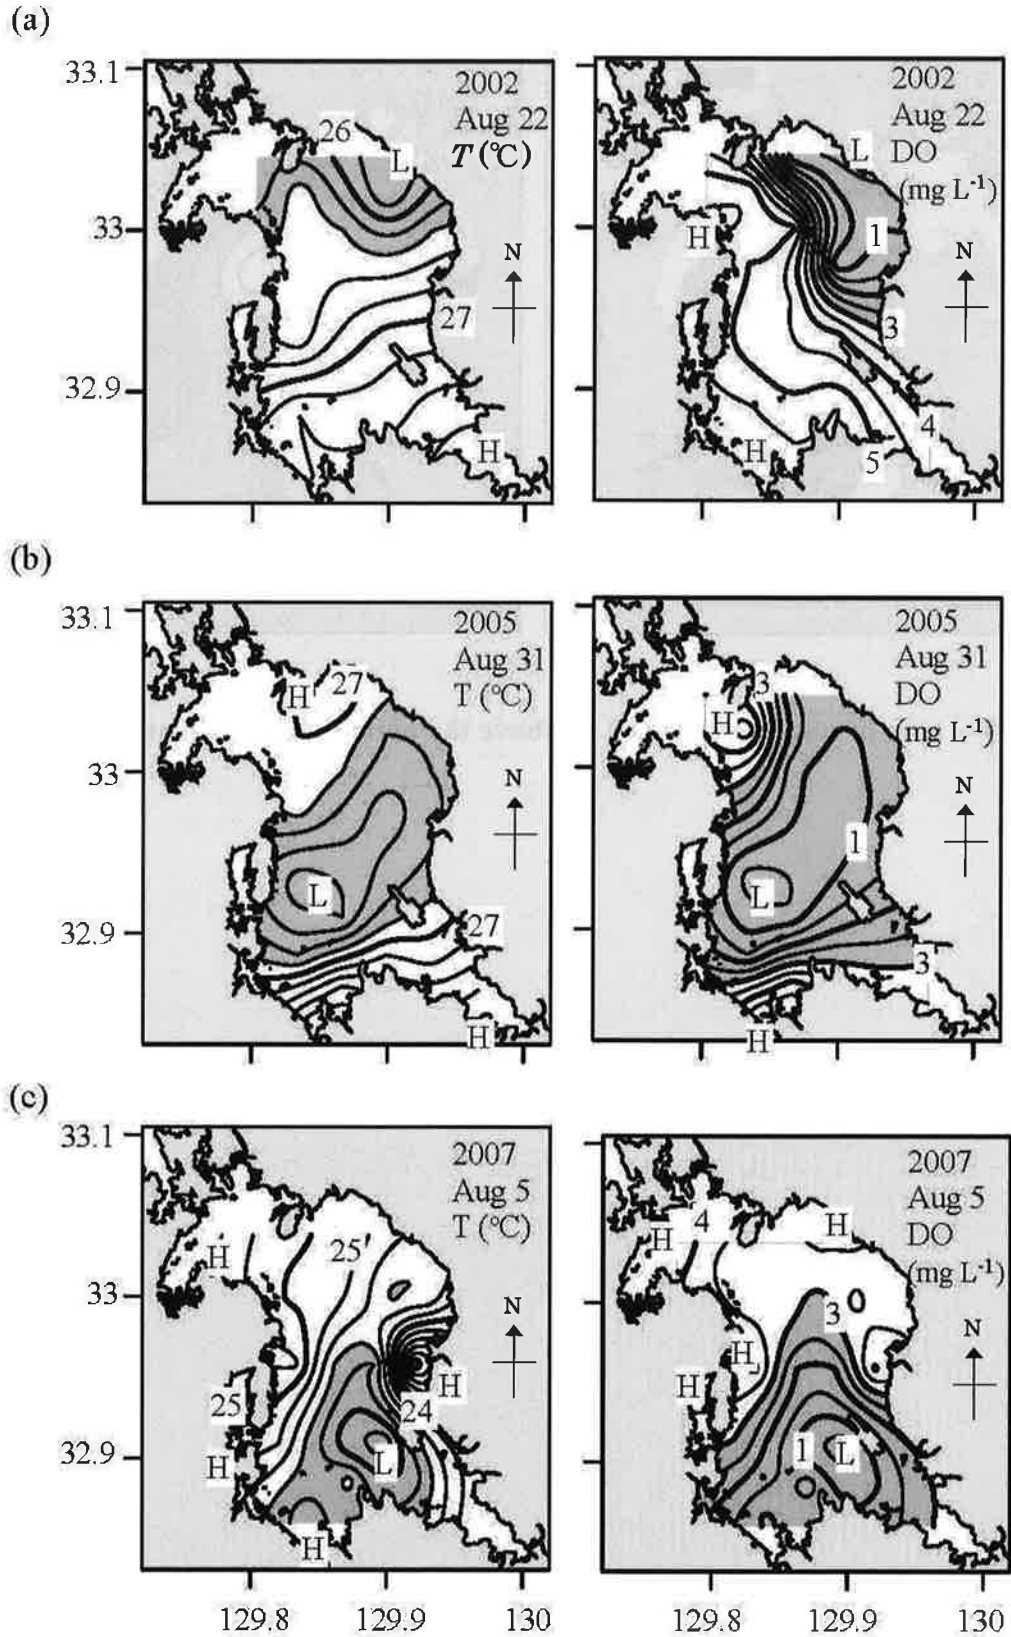 (a)
33.1
33
32.9
2002
Aug 22
T (℃)
26
L
N
27
H
2002
Aug 22
DO
(mg L-1)
L
H
1
N
3
4
H
5
(b)
33.1
33
32.9
2005
Aug 31
T (℃)
H
27
N
L
27
H
2005
Aug 31
DO
(mg L-1)
3
H
N
1
L
3
H
(c)
33.1
33
32.9
2007
Aug 5
T (℃)
25
H
N
H
25
24
H
L
H
129.8
129.9
130
2007
Aug 5
DO
(mg L-1)
4
H
H
3
N
H
H
1
L
129.8
129.9
130